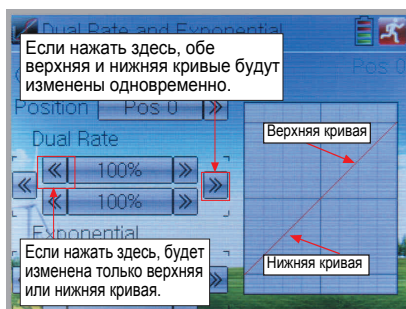 Dual Rate and Exponential
Если нажать здесь, обе
верхняя и нижняя кривые будут
изменены одновременно.
Pos 0
Position Pos 0
Dual Rate
Верхняя кривая
100%
100%
Exponential
Если нажать здесь, будет
изменена только верхняя
или нижняя кривая.
Нижняя кривая